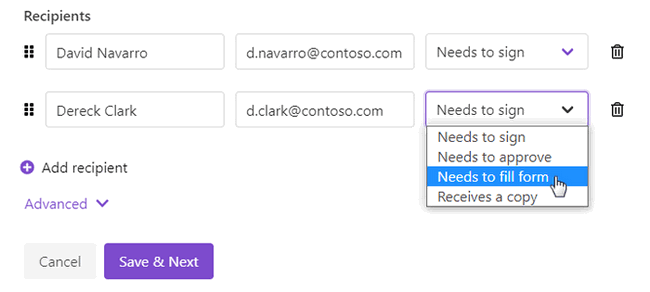 Recipients
David Navarro d.navarro@contoso.com Needs to sign
Dereck Clark d.clark@contoso.com Needs to sign
Needs to sign
Needs to approve
Needs to fill form
Receives a copy
Add recipient
Advanced
Cancel Save & Next